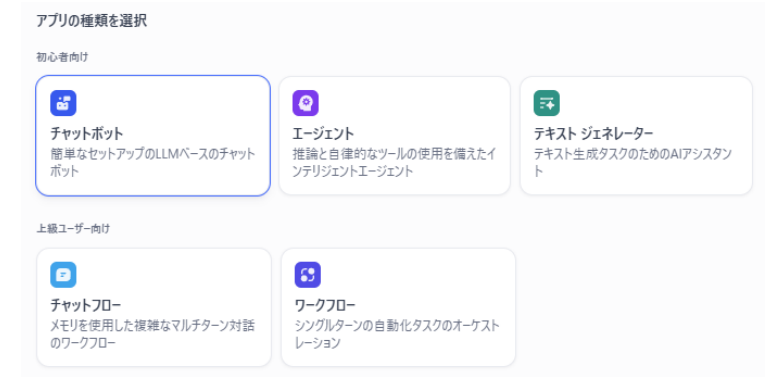 アプリの種類を選択
初心者向け
チャットボット
簡単なセットアップのLLMベースのチャット
ボット
エージェント
推論と自律的なツールの使用を備えたイ
ンテリジェントエージェント
テキスト ジェネレーター
テキスト生成タスクのためのAIアシスタン
ト
上級ユーザー向け
チャットフロー
メモリを使用した複雑なマルチターン対話
のワークフロー
ワークフロー
シングルターンの自動化タスクのオーケスト
レーション